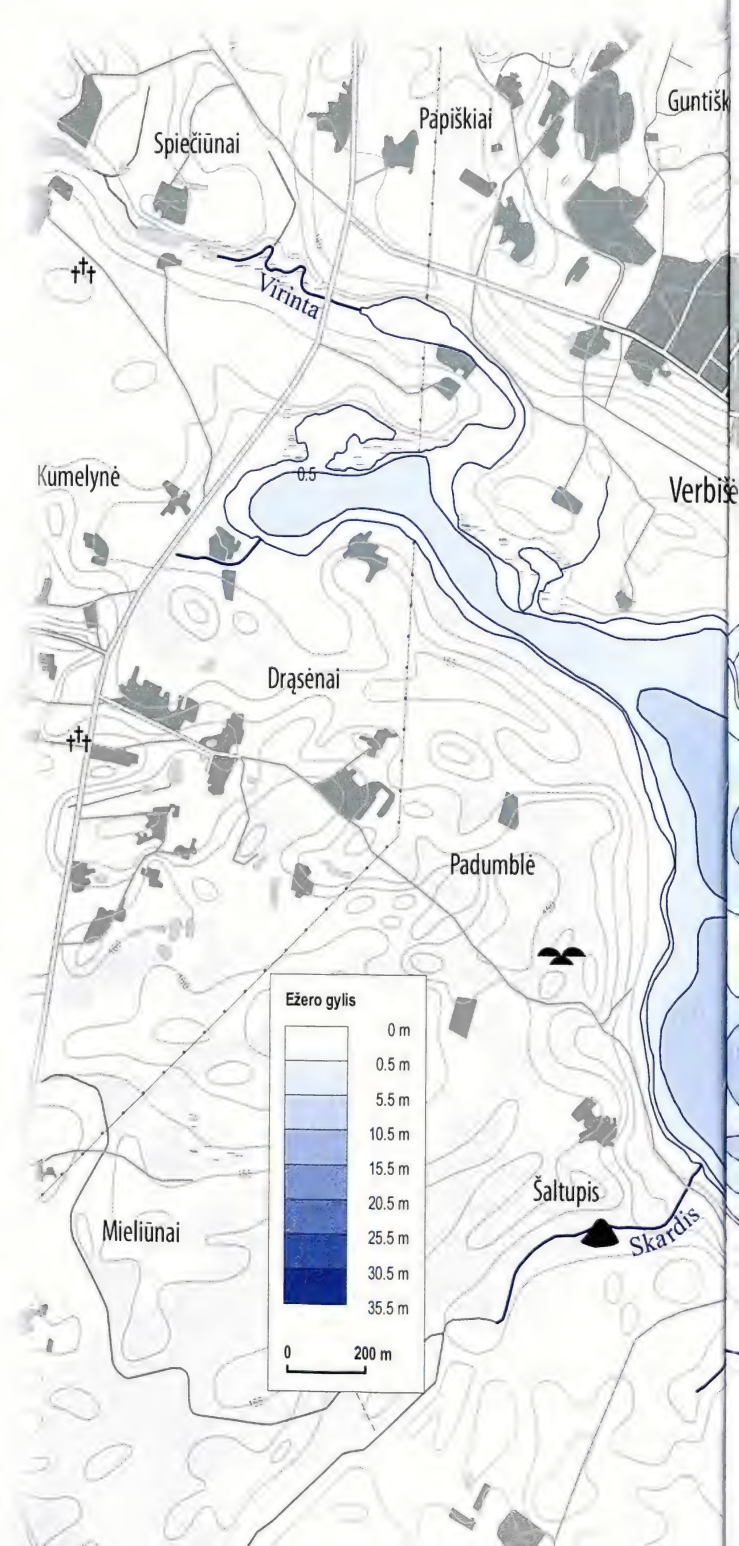 Guntišk
Papiškiai
Spiečiūnai
Virinta
Kumelynė
0.5
Verbišė
Drąsėnai
Padumblė
Ežero gylis
0 m
0.5 m
5.5 m
10.5 m
15.5 m
20.5 m
25.5 m
30.5 m
35.5 m
0 200 m
Šaltupis
Skardis
Mieliūnai